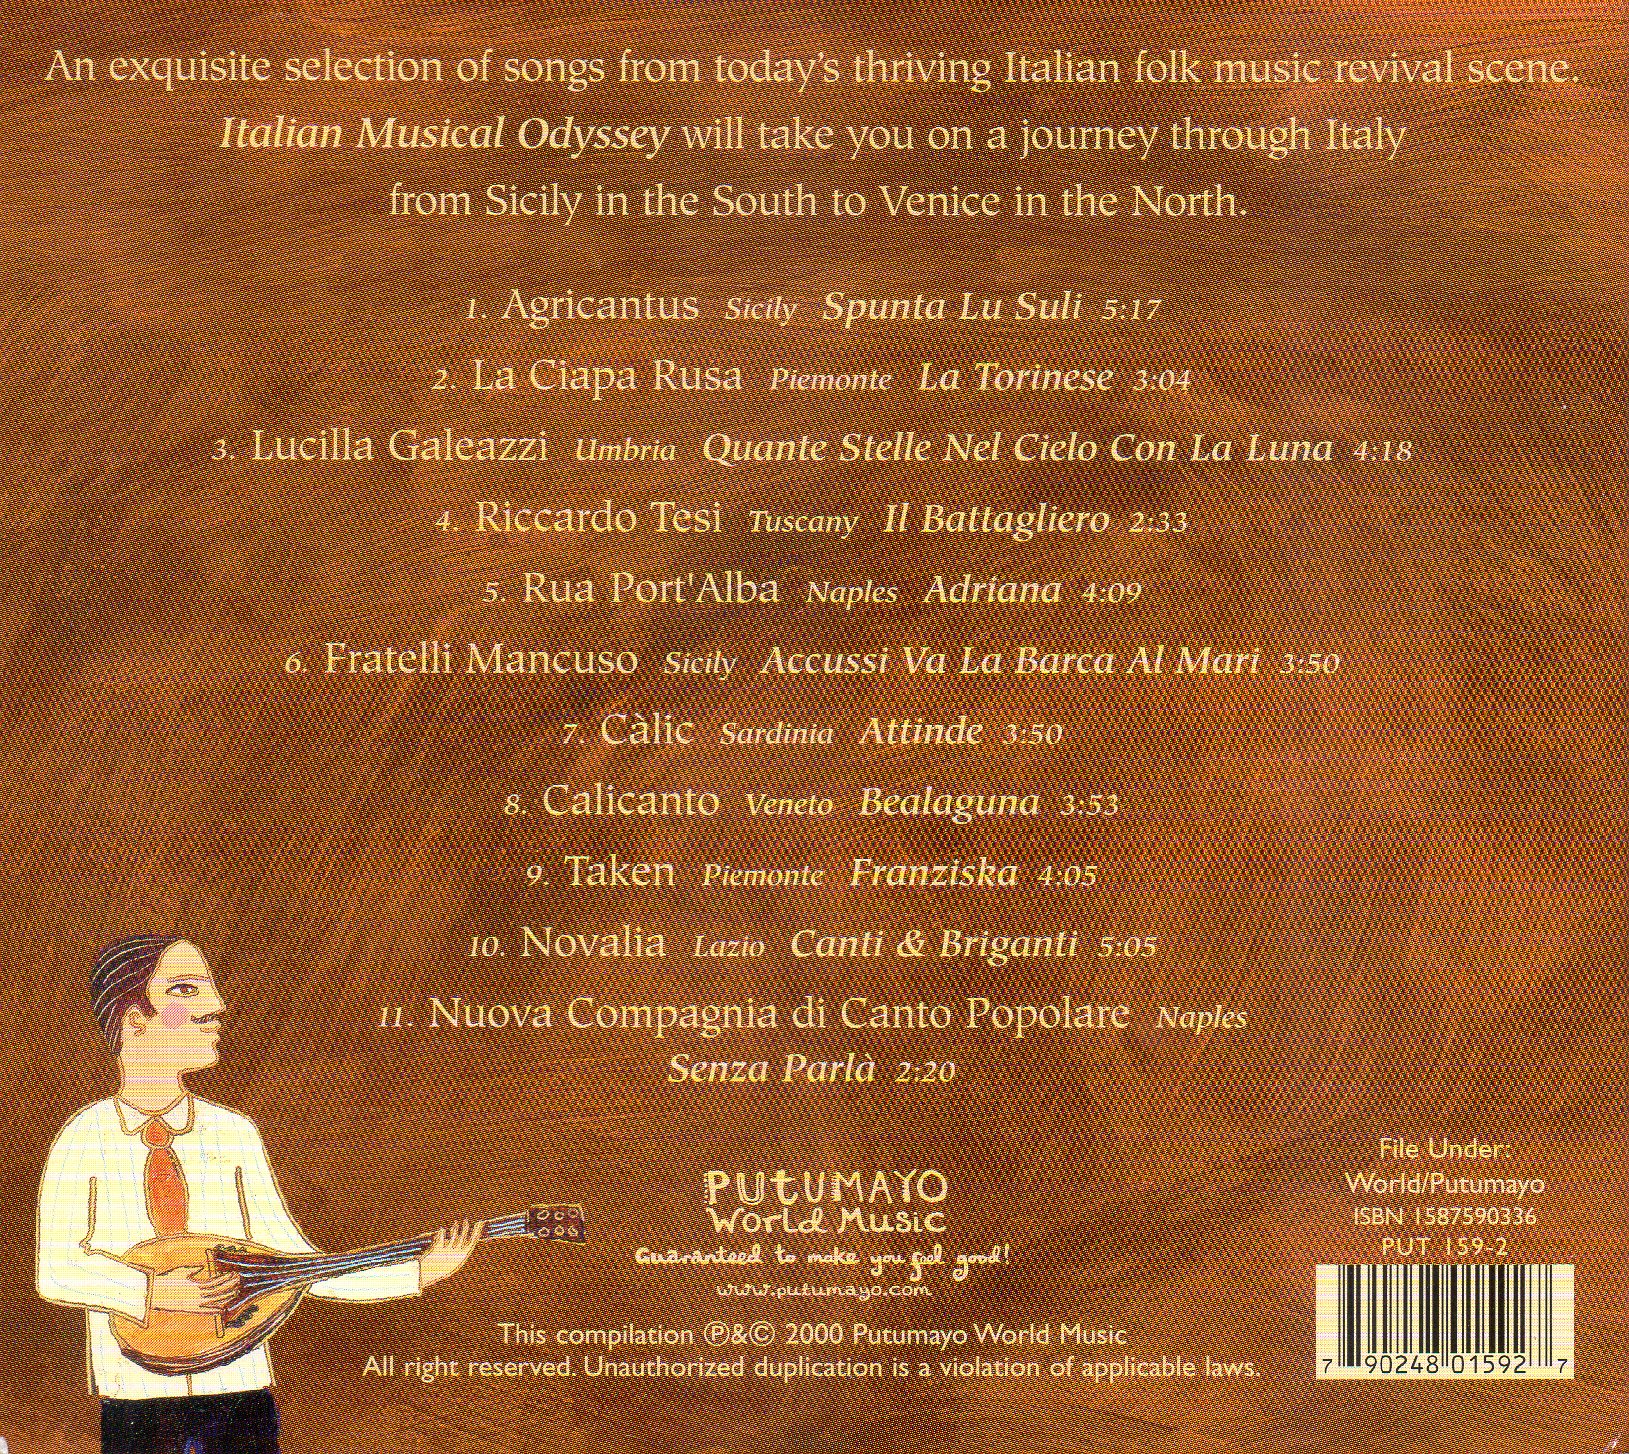 An exquisite selection of songs from today's thriving Italian folk music revival scene.
Italian Musical Odyssey will take you on a journey through Italy
from Sicily in the South to Venice in the North.
1. Agricantus Sicily Spunta Lu Suli 5:17
2. La Ciapa Rusa Piemonte La Torinese 3:04
3. Lucilla Galeazzi Umbria Quante Stelle Nel Cielo Con La Luna 4:18
4. Riccardo Tesi Tuscany Il Battagliero 2:33
5. Rua Port'Alba Naples Adriana 4:09
6. Fratelli Mancuso Sicily Accussi Va La Barca Al Mari 3:50
7. Càlic Sardinia Attinde 3:50
8. Calicanto Veneto Bealaguna 3:53
9. Taken Piemonte Franziska 4:05
10. Novalia Lazio Canti & Briganti 5:05
11. Nuova Compagnia di Canto Popolare Naples
Senza Parlà 2:20
PUTUMAYO
World Music
Guaranteed to make you feel good!
www.putumayo.com
This compilation ℗&© 2000 Putumayo World Music
All right reserved. Unauthorized duplication is a violation of applicable laws.
File Under:
World/Putumayo
ISBN 1587590336
PUT 159-2
7 90248 01592 7